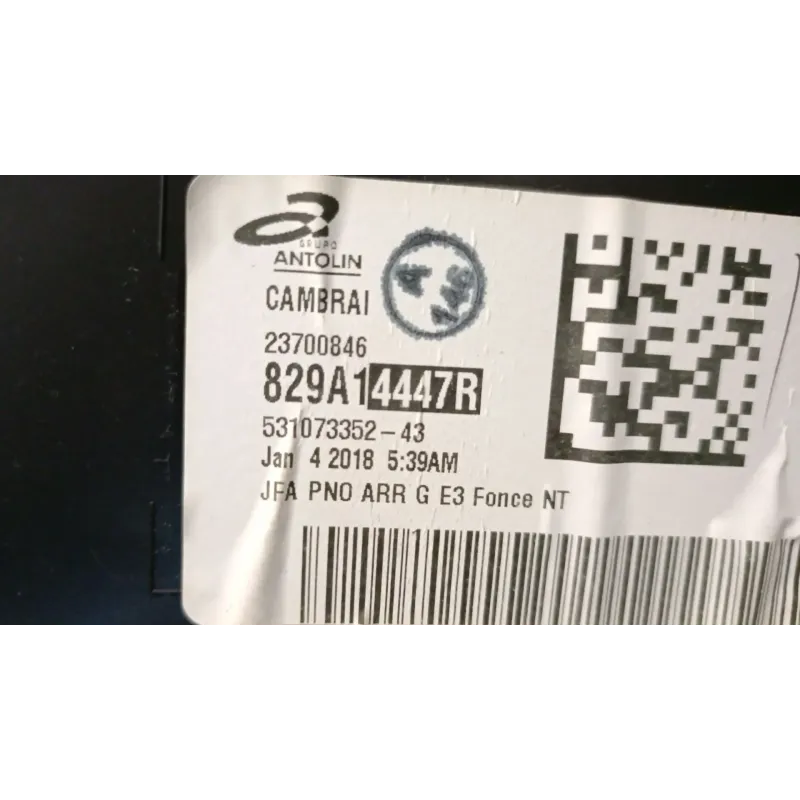 GRUPO
ANTOLIN
CAMBRAI
23700846
829A14447R
531073352-43
Jan 4 2018 5:39AM
JFA PNO ARR G E3 Fonce NT